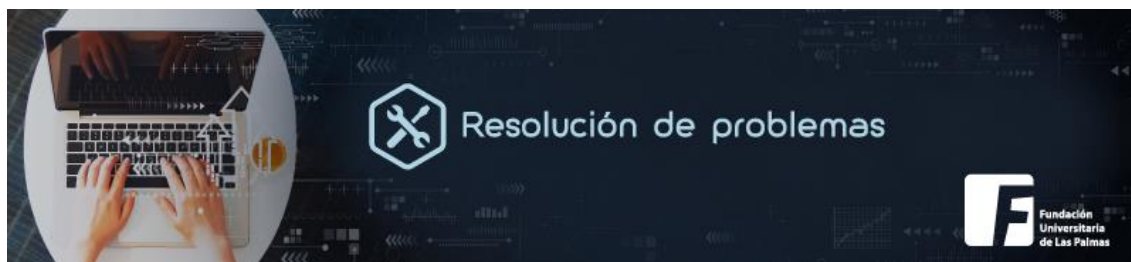 Resolución de problemas
Fundación
Universitaria
de Las Palmas